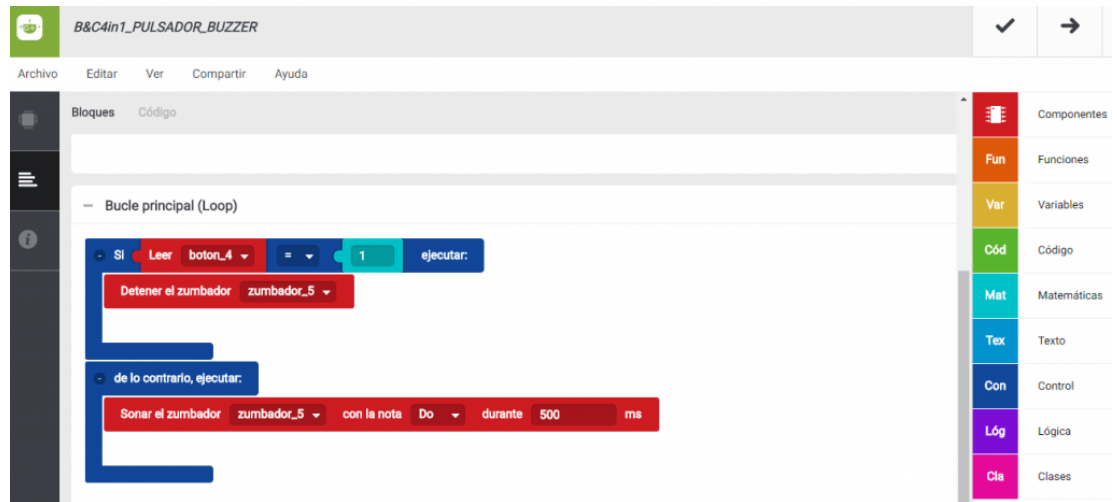 B&C4in1_PULSADOR_BUZZER
Archivo Editar Ver Compartir Ayuda
Bloques Código
Bucle principal (Loop)
Si Leer boton_4 = 1 ejecutar:
Detener el zumbador zumbador_5
de lo contrario, ejecutar:
Sonar el zumbador zumbador_5 con la nota Do durante 500 ms
Componentes
Fun Funciones
Var Variables
Cód Código
Mat Matemáticas
Tex Texto
Con Control
Lóg Lógica
Cla Clases